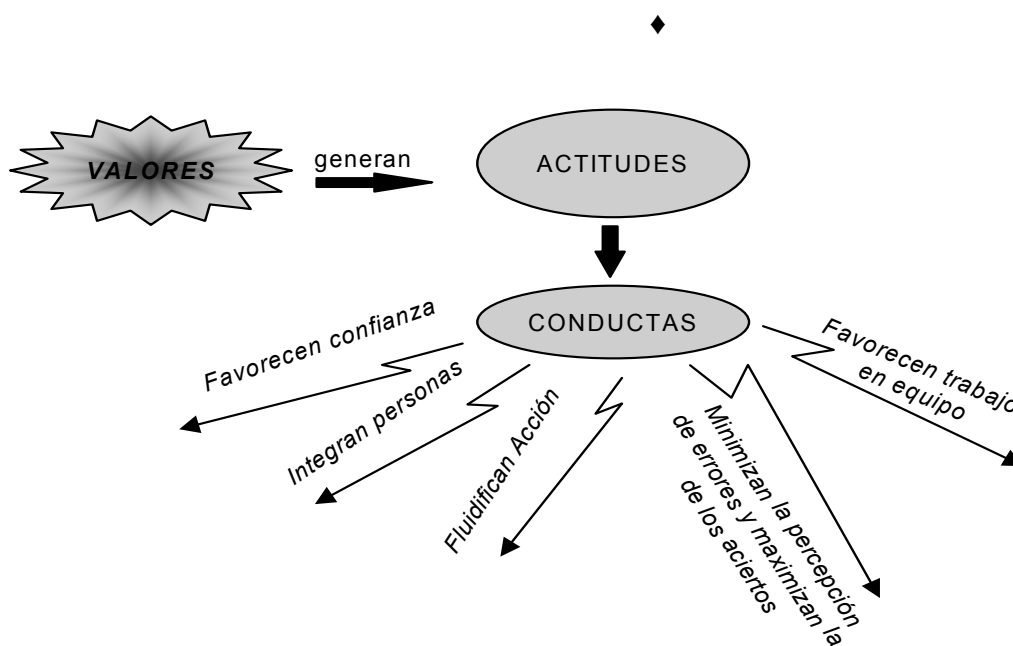 VALORES
generan
ACTITUDES
CONDUCTAS
Favorecen confianza
Integran personas
Fluidifican Acción
Minimizan la percepción
de errores y maximizan la
de los aciertos
Favorecen trabajo
en equipo